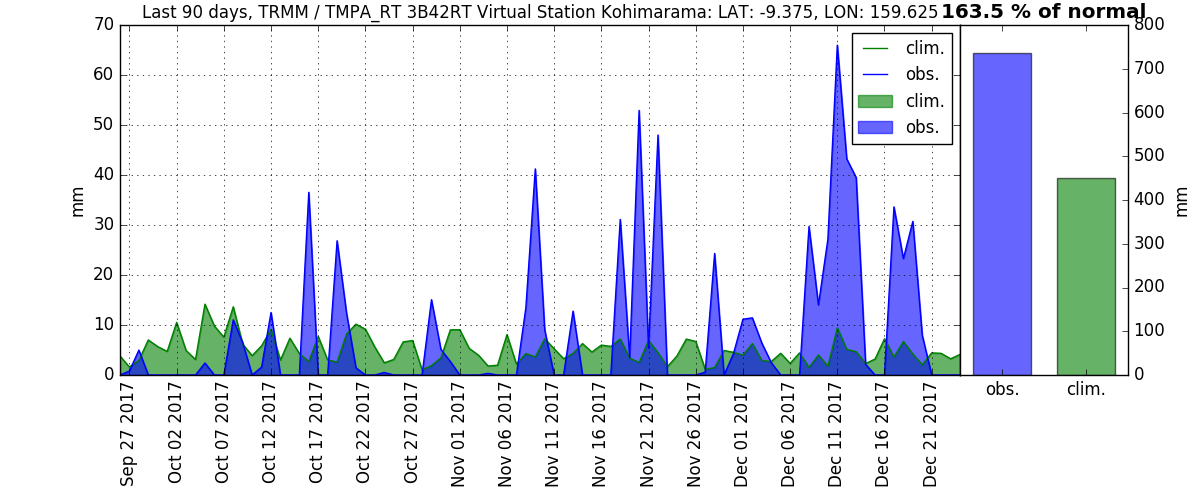 Last 90 days, TRMM / TMPA_RT 3B42RT Virtual Station Kohimarama: LAT: -9.375, LON: 159.625 163.5 % of normal
70
60
50
40
30
20
10
0
mm
clim.
obs.
clim.
obs.
Sep 27 2017
Oct 02 2017
Oct 07 2017
Oct 12 2017
Oct 17 2017
Oct 22 2017
Oct 27 2017
Nov 01 2017
Nov 06 2017
Nov 11 2017
Nov 16 2017
Nov 21 2017
Nov 26 2017
Dec 01 2017
Dec 06 2017
Dec 11 2017
Dec 16 2017
Dec 21 2017
800
700
600
500
400
300
200
100
0
mm
obs.
clim.